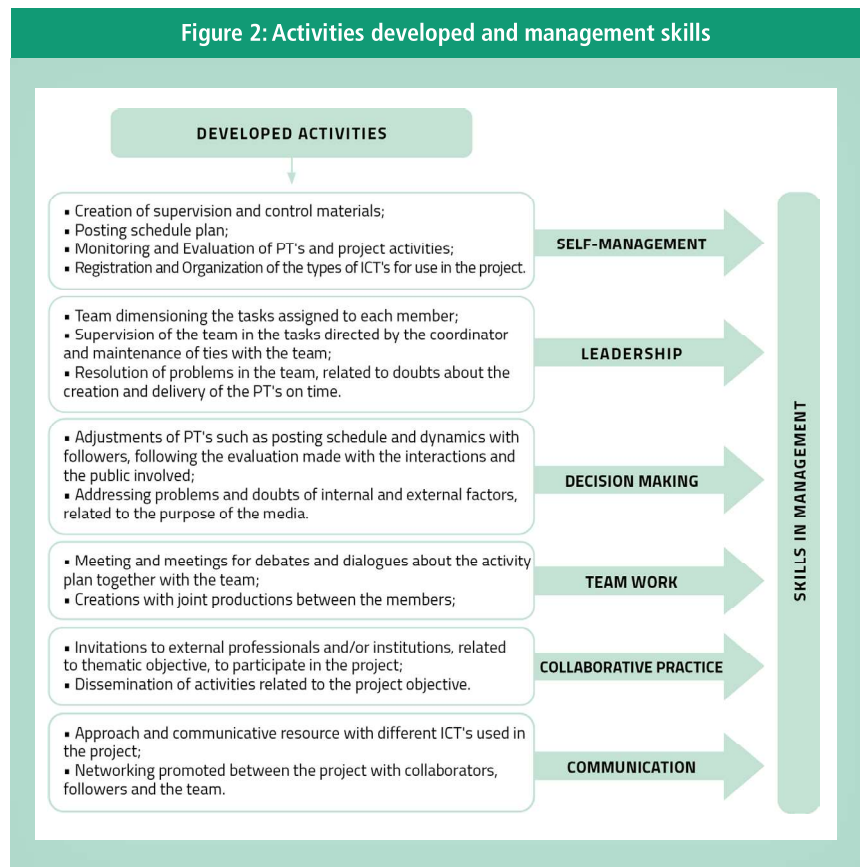 Figure 2: Activities developed and management skills
DEVELOPED ACTIVITIES
▪ Creation of supervision and control materials;
▪ Posting schedule plan;
▪ Monitoring and Evaluation of PT's and project activities;
▪ Registration and Organization of the types of ICT's for use in the project.
SELF-MANAGEMENT
▪ Team dimensioning the tasks assigned to each member;
▪ Supervision of the team in the tasks directed by the coordinator
and maintenance of ties with the team;
▪ Resolution of problems in the team, related to doubts about the
creation and delivery of the PT's on time.
LEADERSHIP
▪ Adjustments of PT's such as posting schedule and dynamics with
followers, following the evaluation made with the interactions and
the public involved;
▪ Addressing problems and doubts of internal and external factors,
related to the purpose of the media.
DECISION MAKING
▪ Meeting and meetings for debates and dialogues about the activity
plan together with the team;
▪ Creations with joint productions between the members;
TEAM WORK
▪ Invitations to external professionals and/or institutions, related
to thematic objective, to participate in the project;
▪ Dissemination of activities related to the project objective.
COLLABORATIVE PRACTICE
▪ Approach and communicative resource with different ICT's used in
the project;
▪ Networking promoted between the project with collaborators,
followers and the team.
COMMUNICATION
SKILLS IN MANAGEMENT